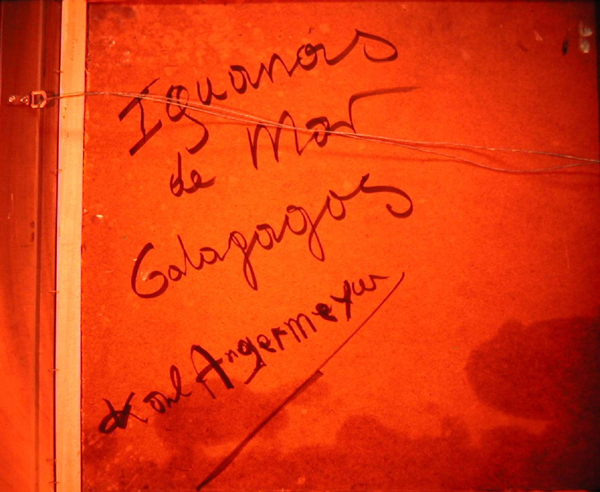 Iguanas
de Mar
Galapagos
Karl Angermeyer